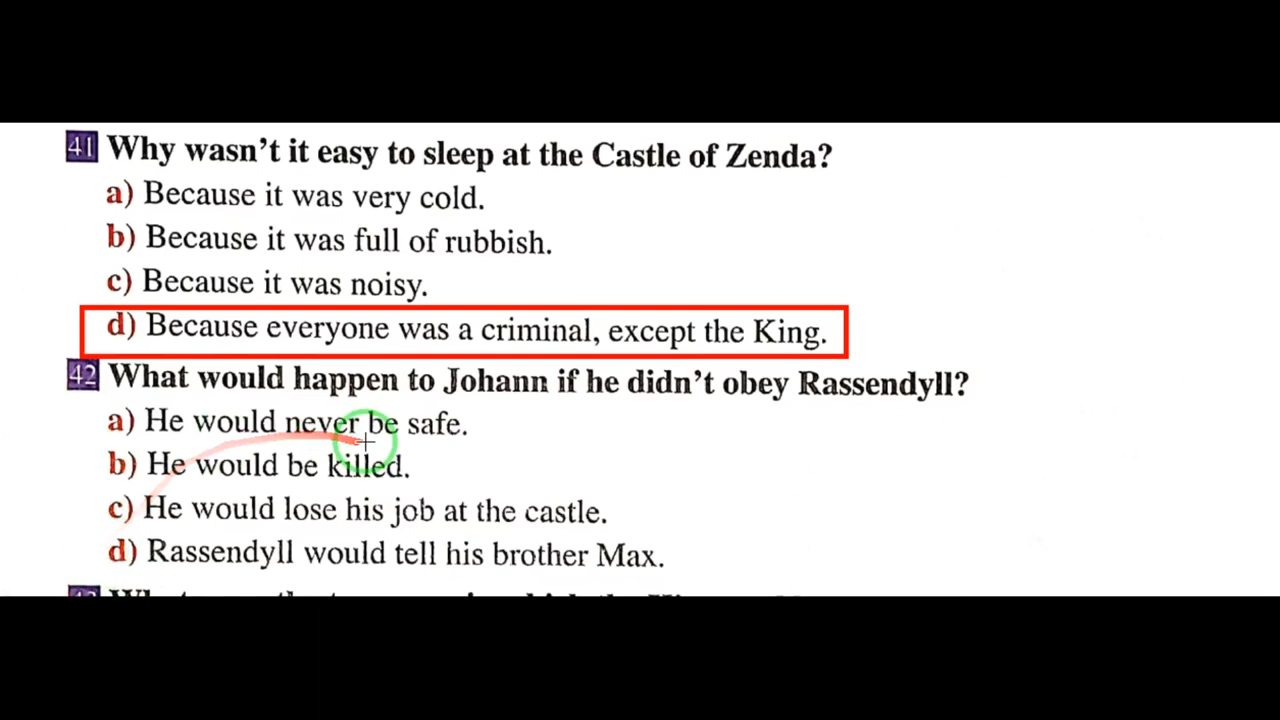 41 Why wasn't it easy to sleep at the Castle of Zenda?
a) Because it was very cold.
b) Because it was full of rubbish.
c) Because it was noisy.
d) Because everyone was a criminal, except the King.
42 What would happen to Johann if he didn't obey Rassendyll?
a) He would never be safe.
b) He would be killed.
c) He would lose his job at the castle.
d) Rassendyll would tell his brother Max.